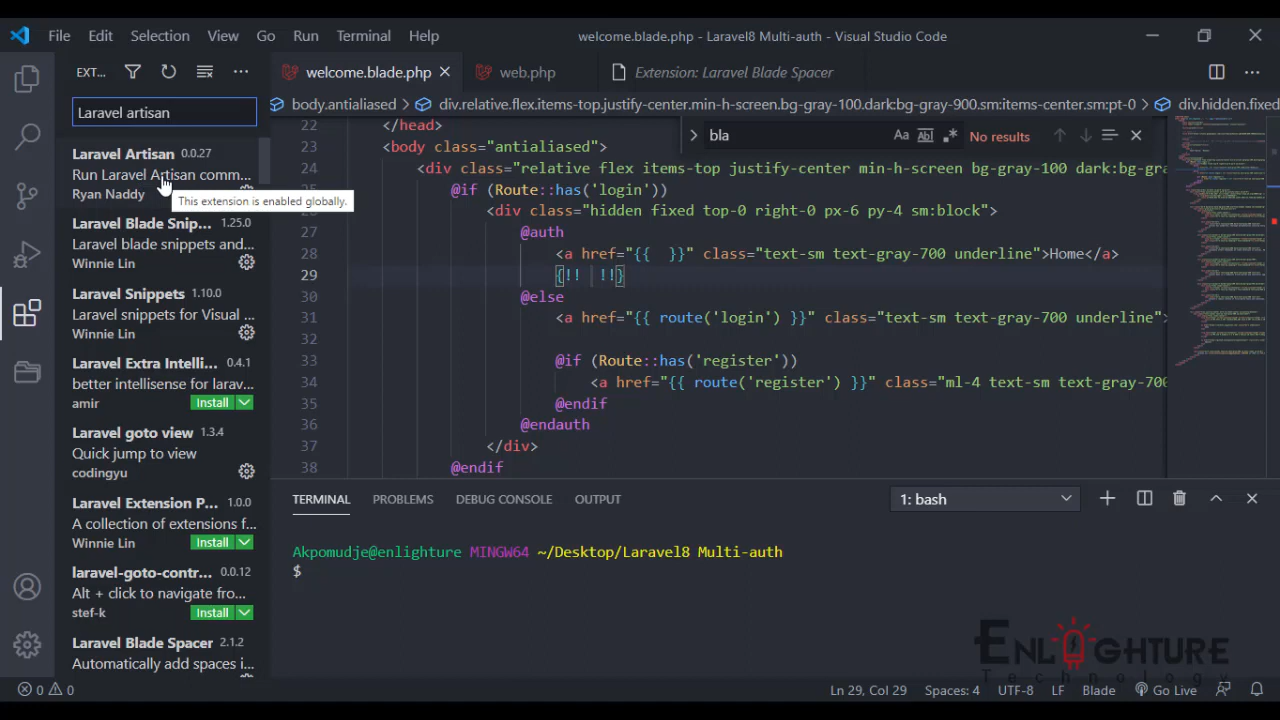 File Edit Selection View Go Run Terminal Help
welcome.blade.php - Laravel8 Multi-auth - Visual Studio Code
EXT...
Laravel artisan
Laravel Artisan 0.0.27
Run Laravel Artisan comm...
Ryan Naddy
This extension is enabled globally.
Laravel Blade Snip... 1.25.0
Laravel blade snippets and...
Winnie Lin
Laravel Snippets 1.10.0
Laravel snippets for Visual ...
Winnie Lin
Laravel Extra Intelli... 0.4.1
better intellisense for larav...
amir Install
Laravel goto view 1.3.4
Quick jump to view
codingyu
Laravel Extension P... 1.0.0
A collection of extensions f...
Winnie Lin Install
laravel-goto-contr... 0.0.12
Alt + click to navigate fro...
stef-k Install
Laravel Blade Spacer 2.1.2
Automatically add spaces i...
welcome.blade.php web.php Extension: Laravel Blade Spacer
body.antialiased > div.relative.flex.items-top.justify-center.min-h-screen.bg-gray-100.dark:bg-gray-900.sm:items-center.sm:pt-0 > div.hidden.fixed
bla Aa ab .* No results
22 </head>
23 <body class="antialiased">
24 <div class="relative flex items-top justify-center min-h-screen bg-gray-100 dark:bg-gra
25 @if (Route::has('login'))
26 <div class="hidden fixed top-0 right-0 px-6 py-4 sm:block">
27 @auth
28 <a href="{{  }}" class="text-sm text-gray-700 underline">Home</a>
29 {!!  !!}
30 @else
31 <a href="{{ route('login') }}" class="text-sm text-gray-700 underline">
32
33 @if (Route::has('register'))
34 <a href="{{ route('register') }}" class="ml-4 text-sm text-gray-700
35 @endif
36 @endauth
37 </div>
38 @endif
TERMINAL PROBLEMS DEBUG CONSOLE OUTPUT 1: bash
Akpomudje@enlighture MINGW64 ~/Desktop/Laravel8 Multi-auth
$
ENLIGHTURE
Technology
0 0 Ln 29, Col 29 Spaces: 4 UTF-8 LF Blade Go Live